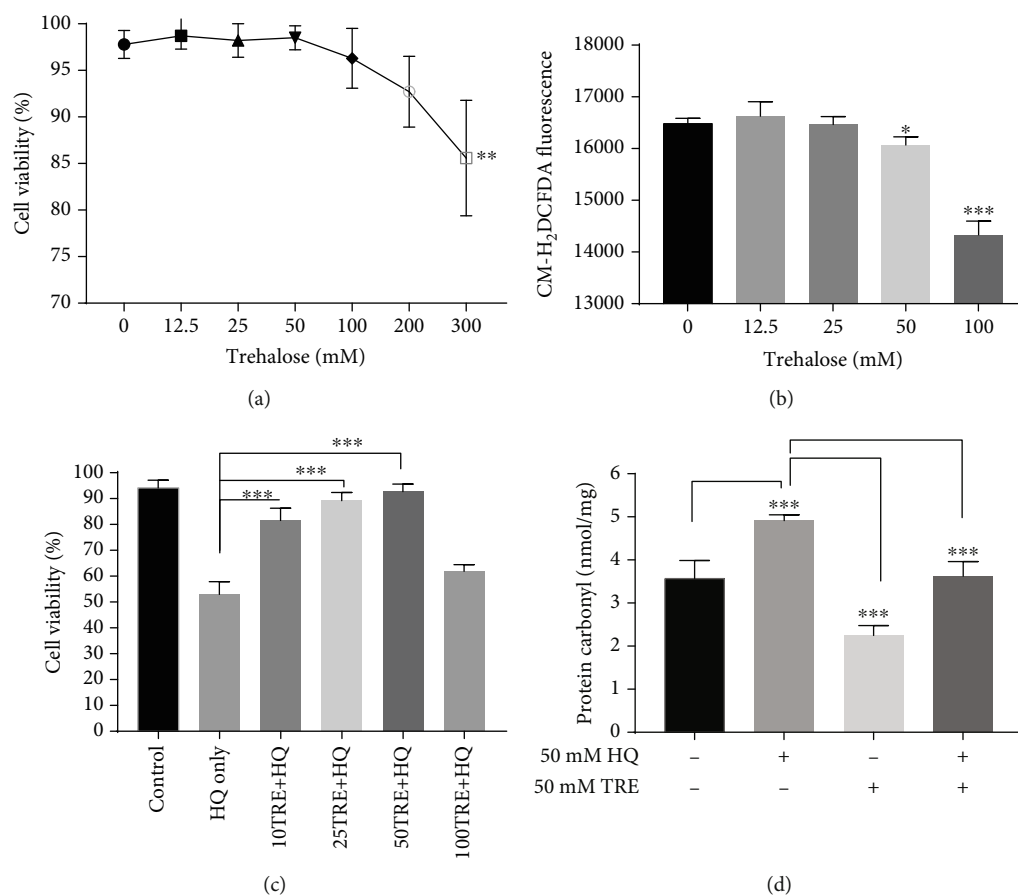 100
95
90
85
80
75
70
Cell viability (%)
**
0 12.5 25 50 100 200 300
Trehalose (mM)
(a)
18000
17000
16000
15000
14000
13000
CM-H₂DCFDA fluorescence
*
***
0 12.5 25 50 100
Trehalose (mM)
(b)
100
90
80
70
60
50
40
30
20
10
0
Cell viability (%)
***
***
***
Control
HQ only
10TRE+HQ
25TRE+HQ
50TRE+HQ
100TRE+HQ
(c)
6
5
4
3
2
1
0
Protein carbonyl (nmol/mg)
***
***
***
50 mM HQ – + – +
50 mM TRE – – + +
(d)